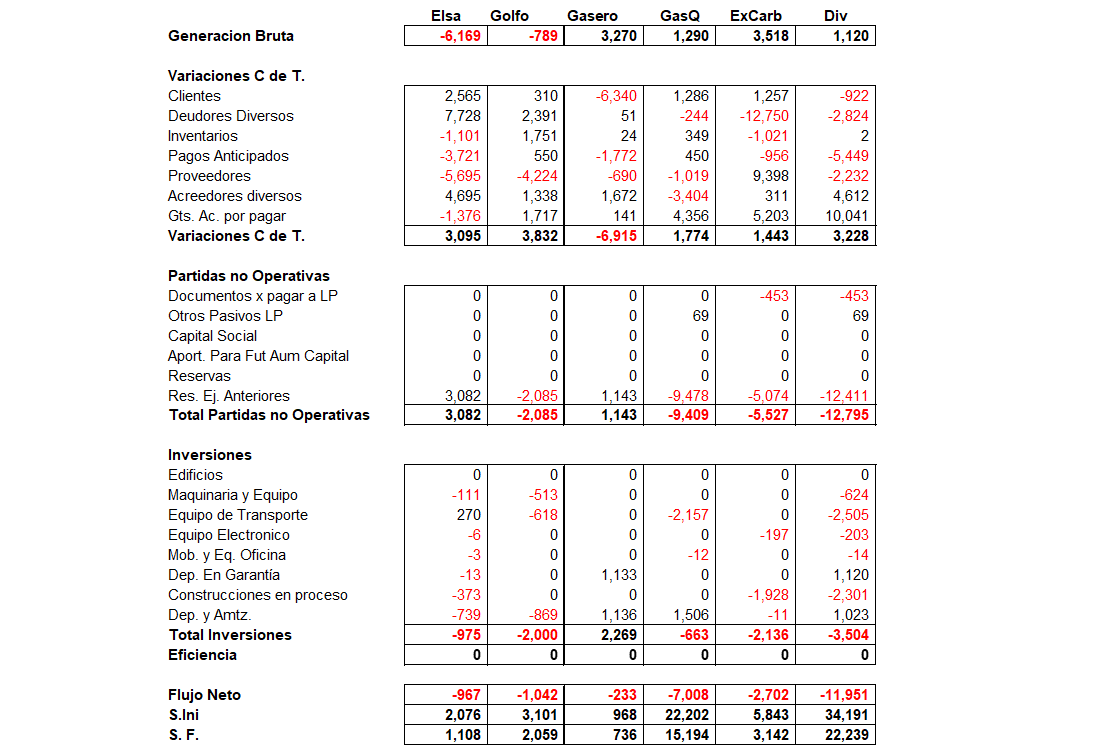 Elsa Golfo Gasero GasQ ExCarb Div
Generacion Bruta -6,169 -789 3,270 1,290 3,518 1,120
Variaciones C de T.
Clientes 2,565 310 -6,340 1,286 1,257 -922
Deudores Diversos 7,728 2,391 51 -244 -12,750 -2,824
Inventarios -1,101 1,751 24 349 -1,021 2
Pagos Anticipados -3,721 550 -1,772 450 -956 -5,449
Proveedores -5,695 -4,224 -690 -1,019 9,398 -2,232
Acreedores diversos 4,695 1,338 1,672 -3,404 311 4,612
Gts. Ac. por pagar -1,376 1,717 141 4,356 5,203 10,041
Variaciones C de T. 3,095 3,832 -6,915 1,774 1,443 3,228
Partidas no Operativas
Documentos x pagar a LP 0 0 0 0 -453 -453
Otros Pasivos LP 0 0 0 69 0 69
Capital Social 0 0 0 0 0 0
Aport. Para Fut Aum Capital 0 0 0 0 0 0
Reservas 0 0 0 0 0 0
Res. Ej. Anteriores 3,082 -2,085 1,143 -9,478 -5,074 -12,411
Total Partidas no Operativas 3,082 -2,085 1,143 -9,409 -5,527 -12,795
Inversiones
Edificios 0 0 0 0 0 0
Maquinaria y Equipo -111 -513 0 0 0 -624
Equipo de Transporte 270 -618 0 -2,157 0 -2,505
Equipo Electronico -6 0 0 0 -197 -203
Mob. y Eq. Oficina -3 0 0 -12 0 -14
Dep. En Garantía -13 0 1,133 0 0 1,120
Construcciones en proceso -373 0 0 0 -1,928 -2,301
Dep. y Amtz. -739 -869 1,136 1,506 -11 1,023
Total Inversiones -975 -2,000 2,269 -663 -2,136 -3,504
Eficiencia 0 0 0 0 0 0
Flujo Neto -967 -1,042 -233 -7,008 -2,702 -11,951
S.Ini 2,076 3,101 968 22,202 5,843 34,191
S. F. 1,108 2,059 736 15,194 3,142 22,239